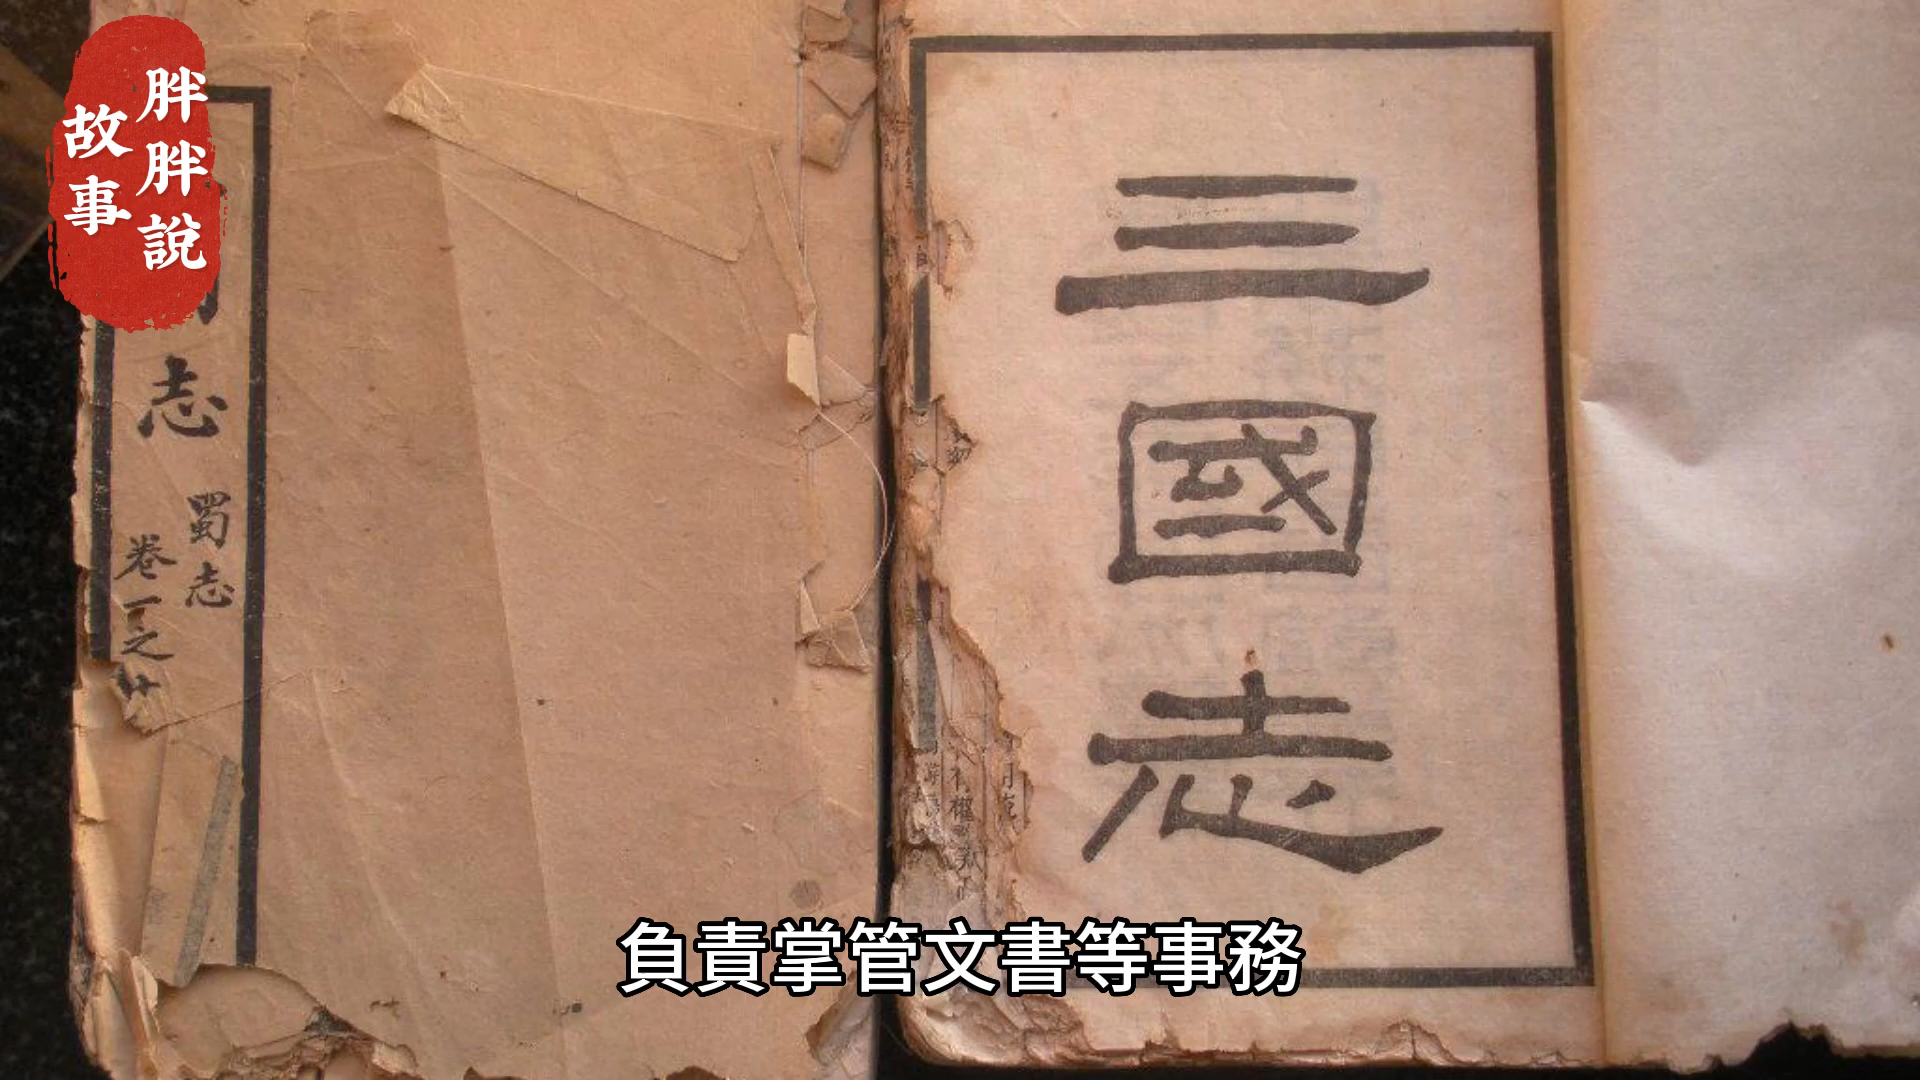 胖胖說
故事
三國志
志
蜀志
卷一之廿
負責掌管文書等事務